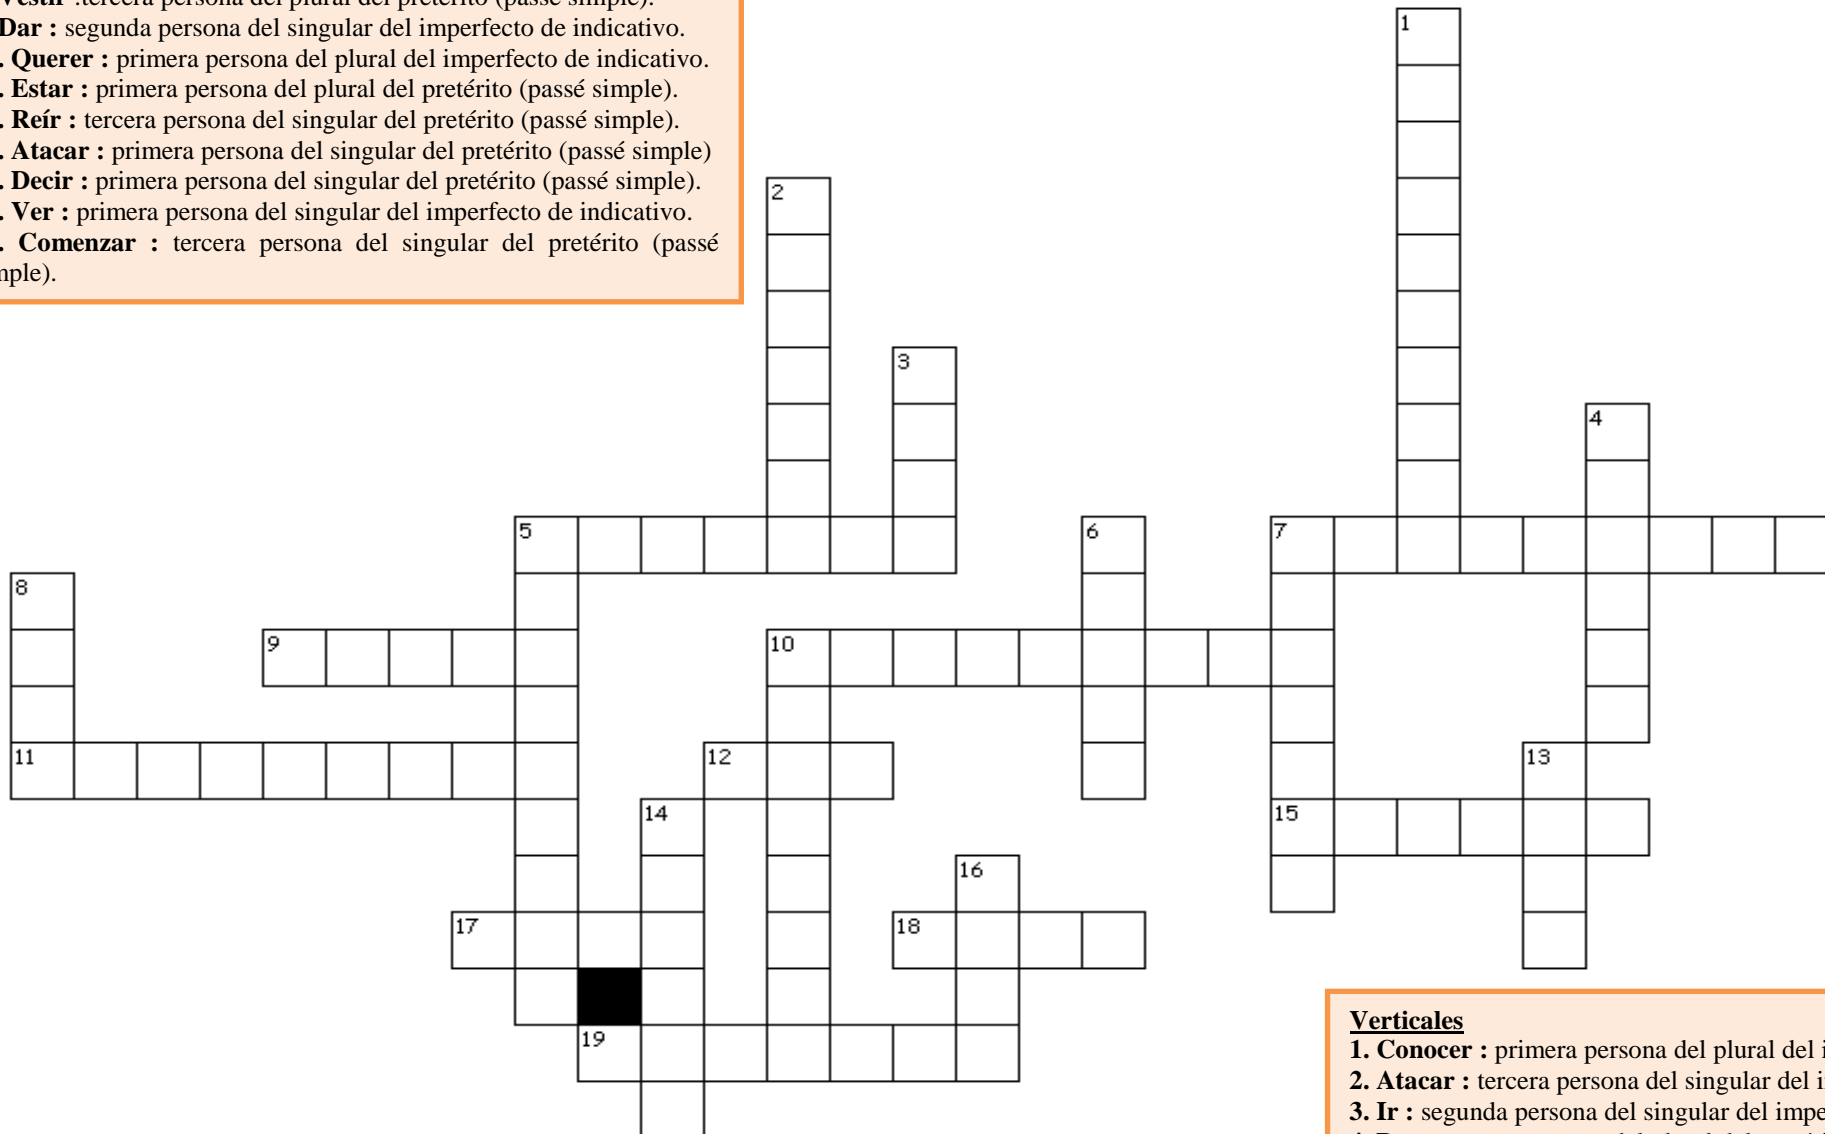 Vestir :tercera persona del plural del pretérito (passé simple).
Dar : segunda persona del singular del imperfecto de indicativo.
. Querer : primera persona del plural del imperfecto de indicativo.
. Estar : primera persona del plural del pretérito (passé simple).
. Reír : tercera persona del singular del pretérito (passé simple).
. Atacar : primera persona del singular del pretérito (passé simple)
. Decir : primera persona del singular del pretérito (passé simple).
. Ver : primera persona del singular del imperfecto de indicativo.
. Comenzar : tercera persona del singular del pretérito (passé
mple).
1
2
3
4
5 6 7
8
9 10
11 12 13
14 15
16
17 18
19
Verticales
1. Conocer : primera persona del plural del i
2. Atacar : tercera persona del singular del i
3. Ir : segunda persona del singular del impe